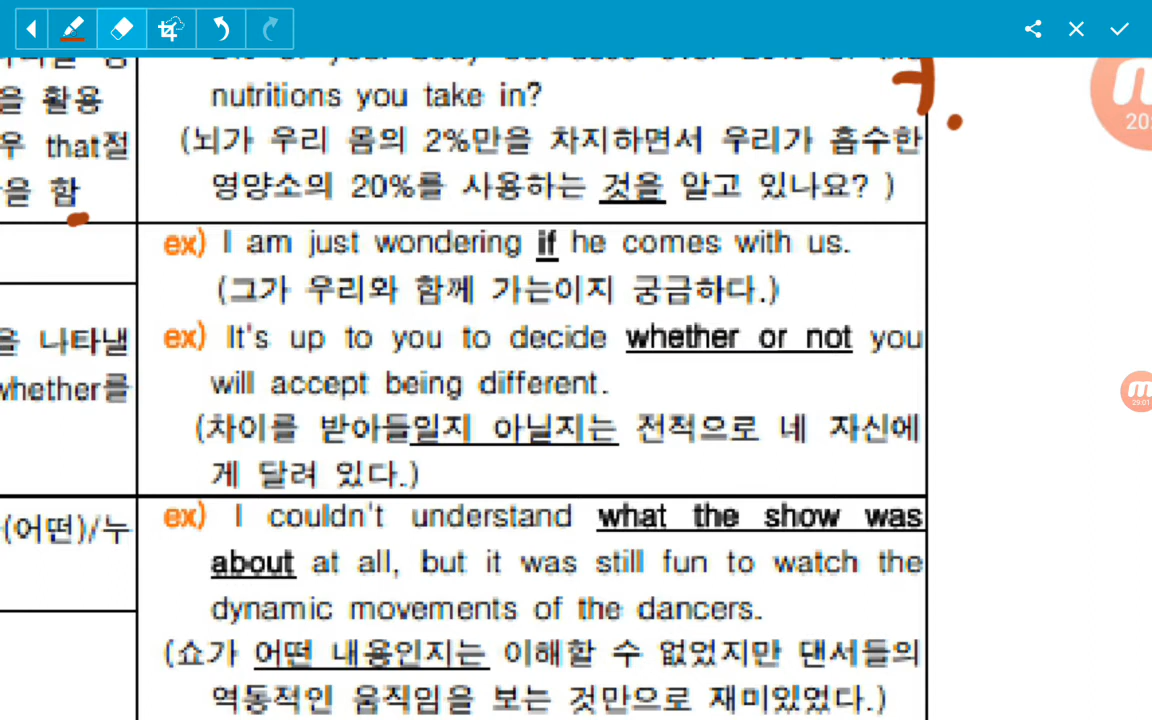 을 활용
nutritions you take in?
우 that절
(뇌가 우리 몸의 2%만을 차지하면서 우리가 흡수한
을 함
영양소의 20%를 사용하는 것을 알고 있나요? )
ex) I am just wondering if he comes with us.
(그가 우리와 함께 가는이지 궁금하다.)
을 나타낼
ex) It's up to you to decide whether or not you
whether를
will accept being different.
(차이를 받아들일지 아닐지는 전적으로 네 자신에
게 달려 있다.)
(어떤)/누
ex) I couldn't understand what the show was
about at all, but it was still fun to watch the
dynamic movements of the dancers.
(쇼가 어떤 내용인지는 이해할 수 없었지만 댄서들의
역동적인 움직임을 보는 것만으로 재미있었다.)
20:
29:01